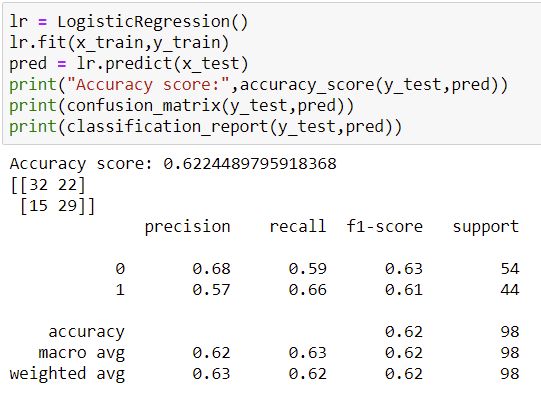 lr = LogisticRegression()
lr.fit(x_train,y_train)
pred = lr.predict(x_test)
print("Accuracy score:",accuracy_score(y_test,pred))
print(confusion_matrix(y_test,pred))
print(classification_report(y_test,pred))
Accuracy score: 0.6224489795918368
[[32 22]
 [15 29]]
              precision    recall  f1-score   support
           0       0.68      0.59      0.63        54
           1       0.57      0.66      0.61        44
    accuracy                           0.62        98
   macro avg       0.62      0.63      0.62        98
weighted avg       0.63      0.62      0.62        98